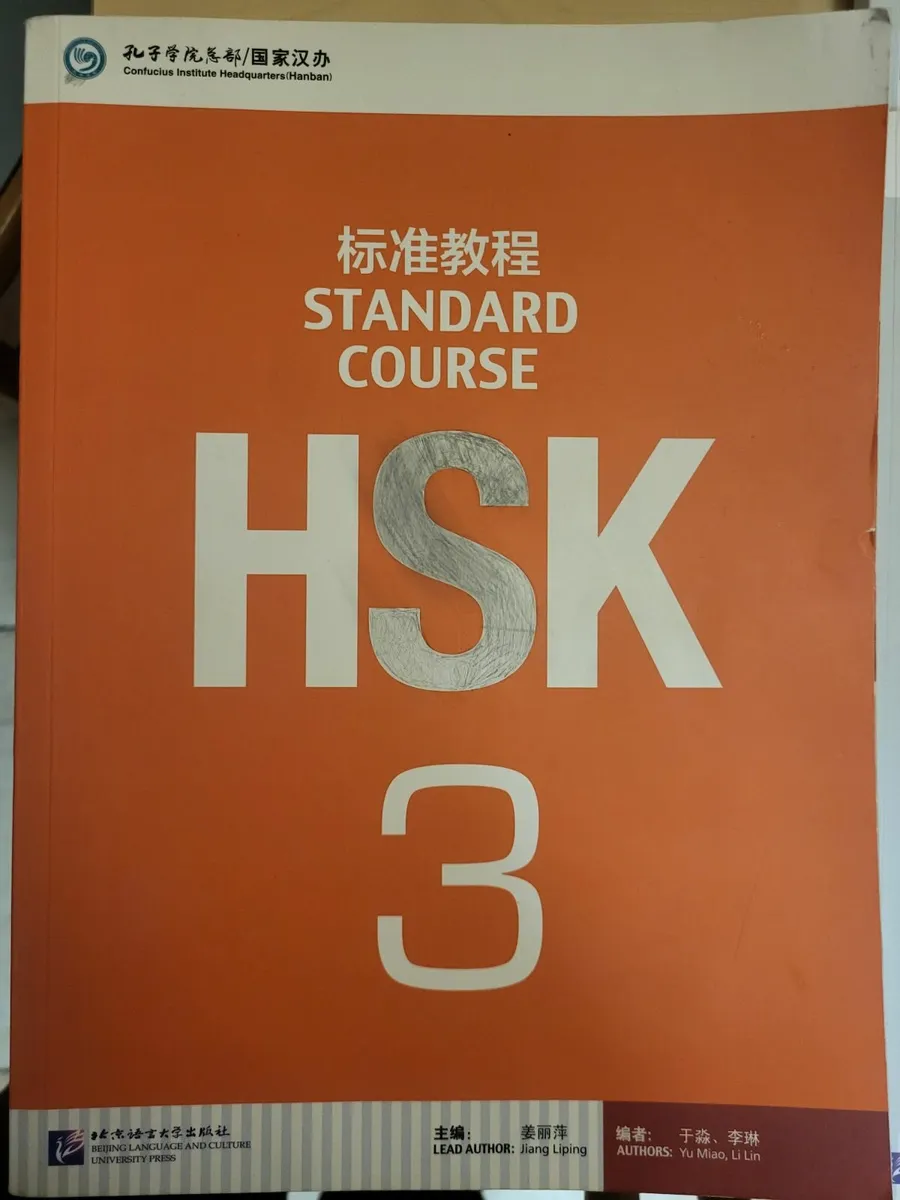 孔子学院总部/国家汉办
Confucius Institute Headquarters(Hanban)
标准教程
STANDARD
COURSE
HSK
3
北京语言大学出版社
BEIJING LANGUAGE AND CULTURE
UNIVERSITY PRESS
主编： 姜丽萍
LEAD AUTHOR: Jiang Liping
编者： 于淼、李琳
AUTHORS: Yu Miao, Li Lin